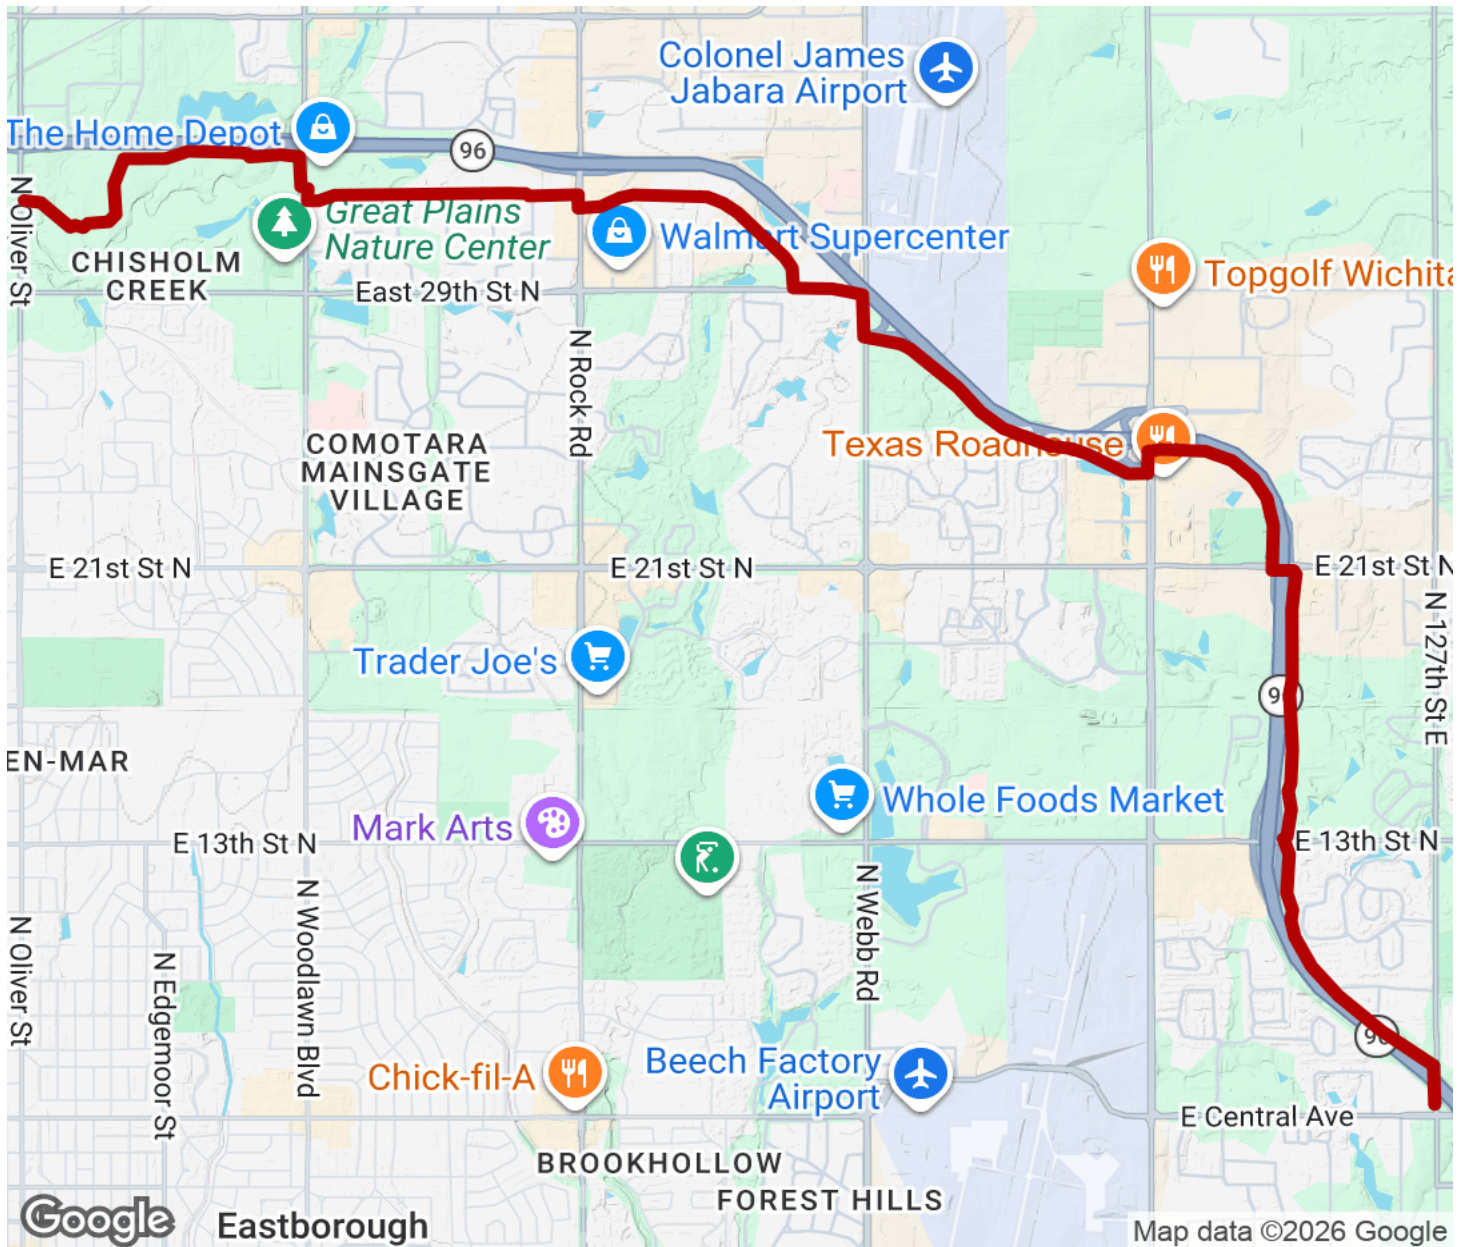 Colonel James
Jabara Airport
The Home Depot
96
N Oliver St
Great Plains
Nature Center
Walmart Supercenter
CHISHOLM
CREEK
East 29th St N
Topgolf Wichita
N Rock Rd
COMOTARA
MAINSGATE
VILLAGE
Texas Roadhouse
E 21st St N
E 21st St N
E 21st St N
N 127th St E
Trader Joe's
EN-MAR
Mark Arts
Whole Foods Market
E 13th St N
E 13th St N
N Oliver St
N Edgemoor St
N Woodlawn Blvd
N Webb Rd
Chick-fil-A
Beech Factory
Airport
E Central Ave
BROOKHOLLOW
FOREST HILLS
Google
Eastborough
Map data ©2026 Google